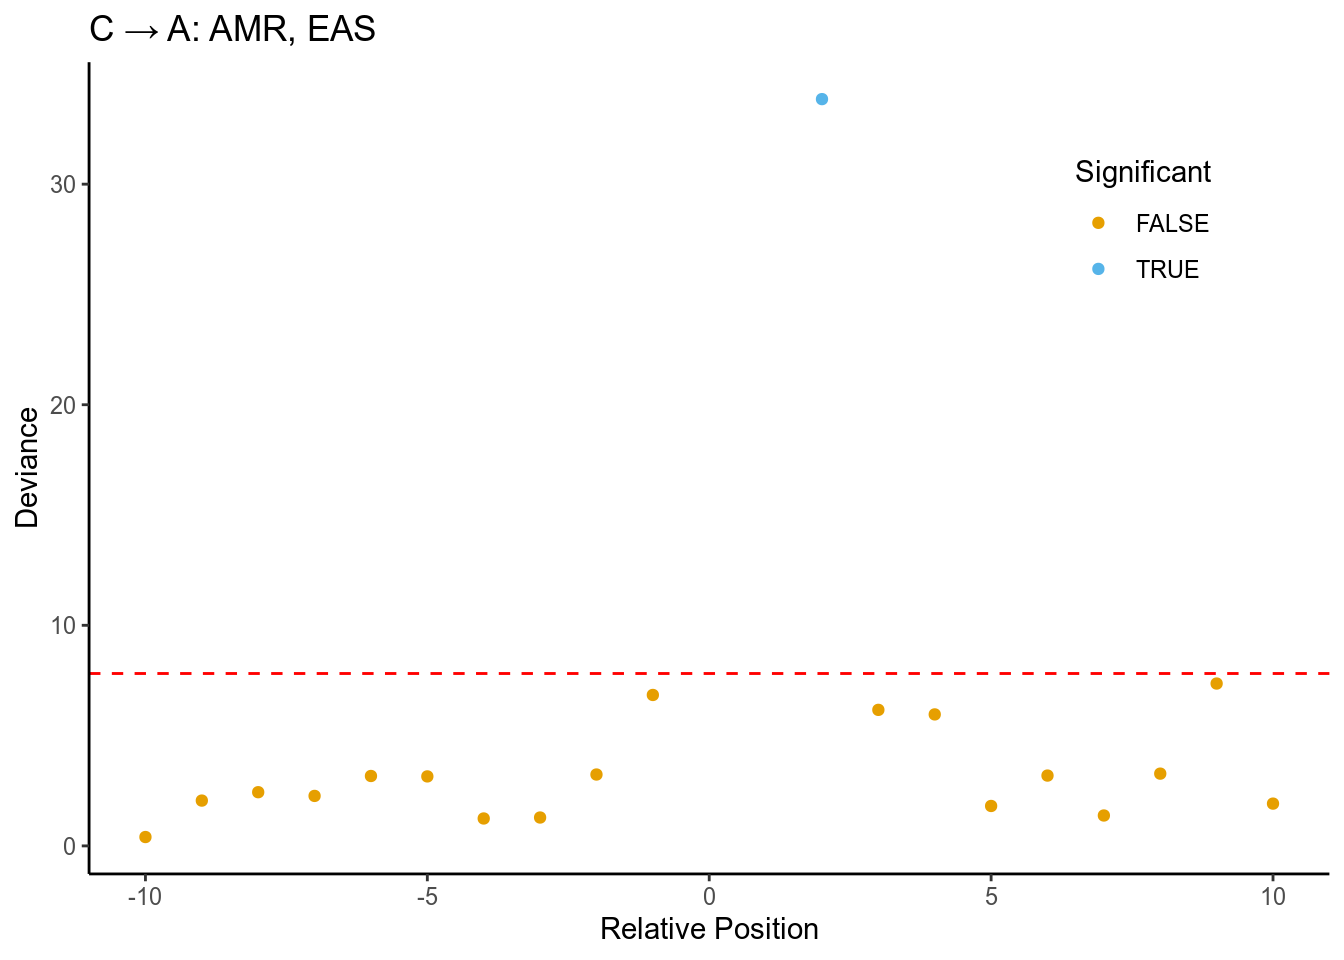 C → A: AMR, EAS
Significant
FALSE
TRUE
Deviance
30
20
10
0
-10
-5
0
5
10
Relative Position